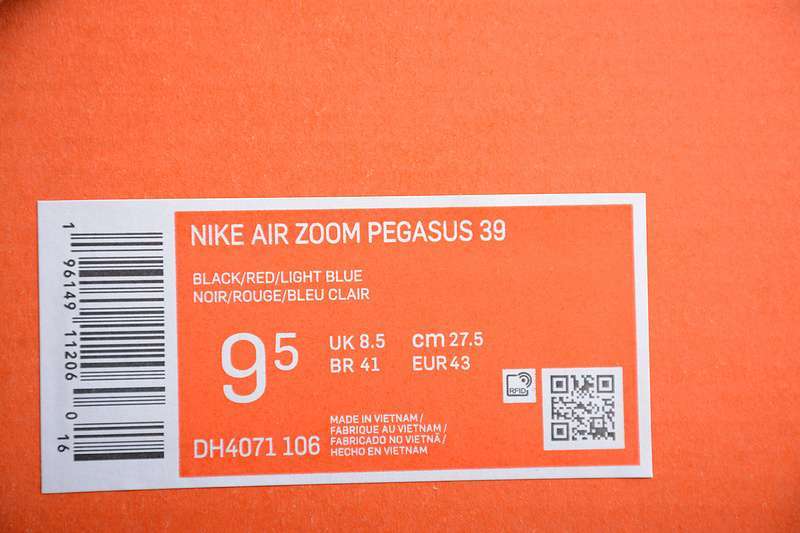 NIKE AIR ZOOM PEGASUS 39
BLACK/RED/LIGHT BLUE
NOIR/ROUGE/BLEU CLAIR
9 5
UK 8.5 cm 27.5
BR 41 EUR 43
RFID
DH4071 106
MADE IN VIETNAM /
FABRIQUE AU VIETNAM /
FABRICADO NO VIETNÃ /
HECHO EN VIETNAM
1 96149 11206 0 16